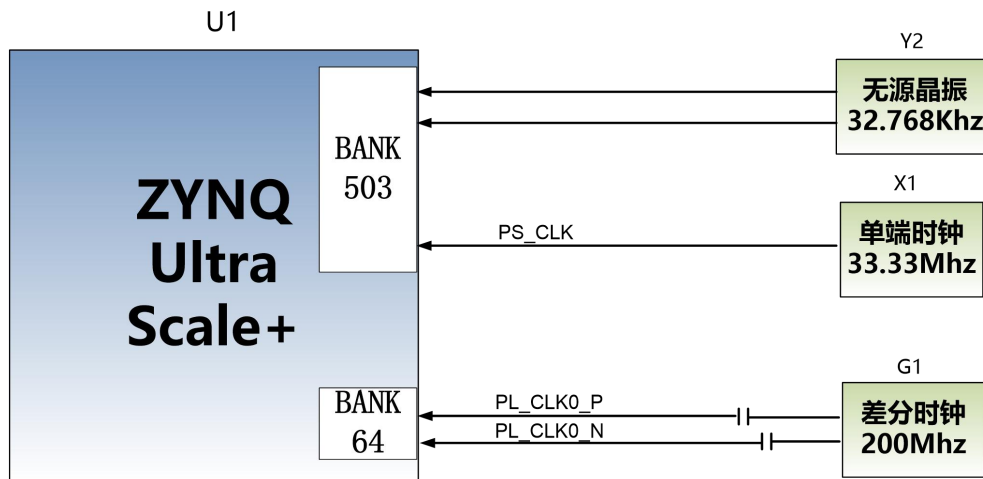 U1
ZYNQ
Ultra
Scale+
BANK
503
BANK
64
Y2
无源晶振
32.768Khz
X1
PS_CLK
单端时钟
33.33Mhz
G1
PL_CLK0_P
PL_CLK0_N
差分时钟
200Mhz